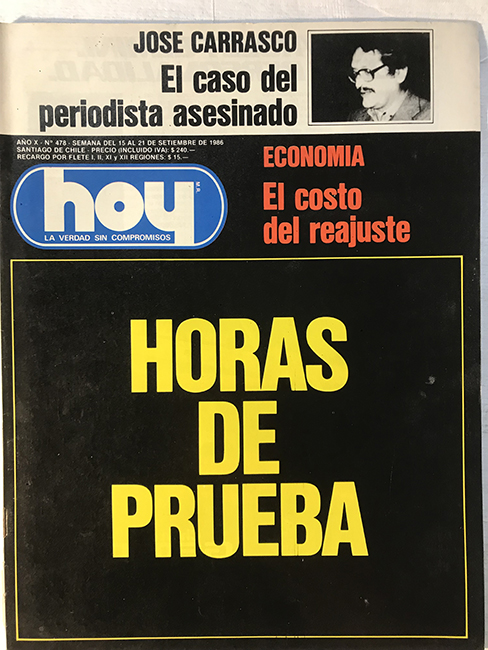 JOSE CARRASCO
El caso del
periodista asesinado
AÑO X - N° 478 - SEMANA DEL 15 AL 21 DE SETIEMBRE DE 1986
SANTIAGO DE CHILE - PRECIO (INCLUIDO IVA): $ 240.—
RECARGO POR FLETE I, II, XI y XII REGIONES: $ 15.—
hoy
M.R.
LA VERDAD SIN COMPROMISOS
ECONOMIA
El costo
del reajuste
HORAS
DE
PRUEBA